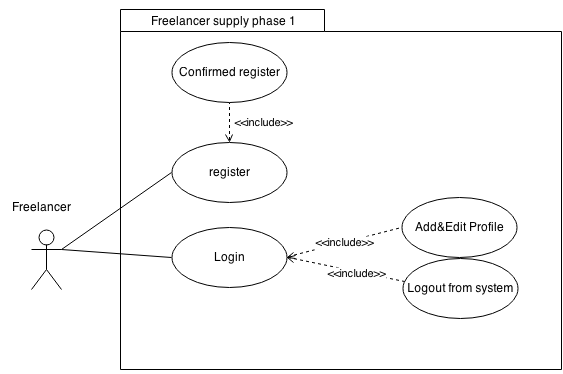 Freelancer supply phase 1
Confirmed register
<<include>>
register
Freelancer
Add&Edit Profile
<<include>>
Login
<<include>>
Logout from system